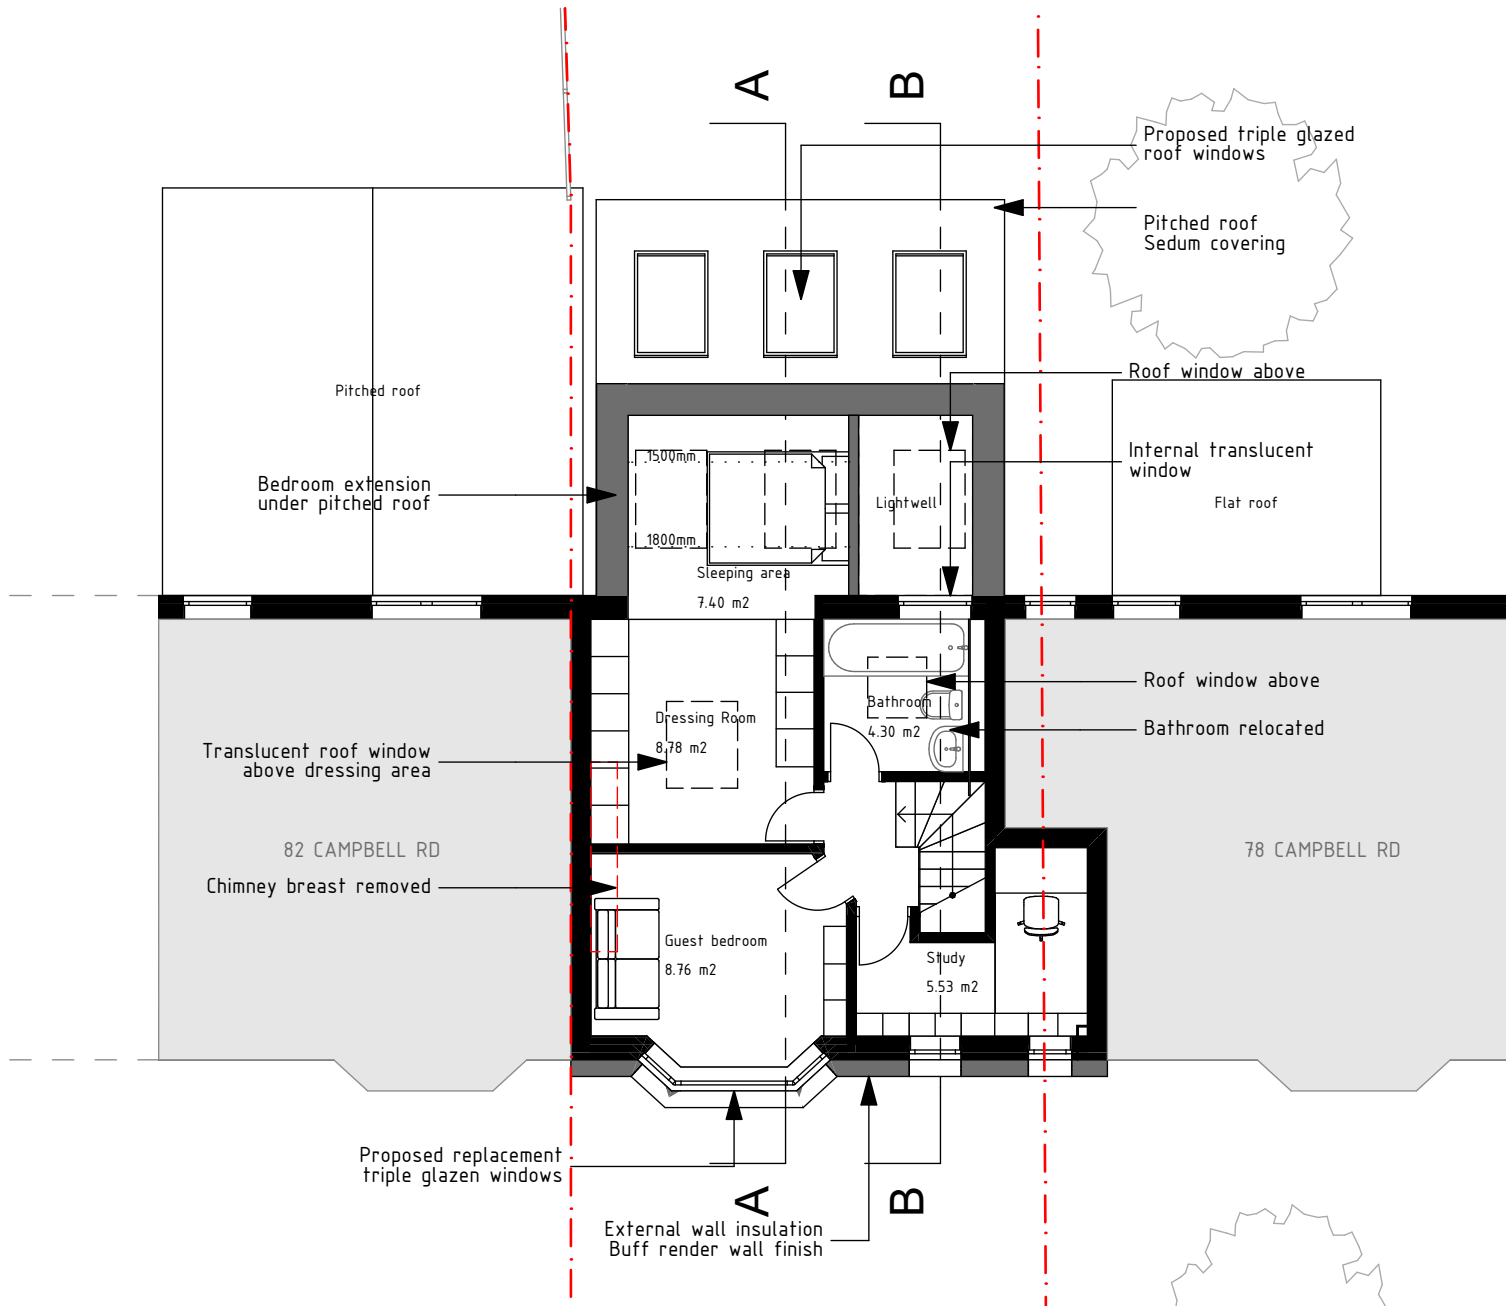 A
B
Proposed triple glazed
roof windows
Pitched roof
Sedum covering
Roof window above
Pitched roof
Internal translucent
window
1500mm
Bedroom extension
under pitched roof
Lightwell
Flat roof
1800mm
Sleeping area
7.40 m2
Roof window above
Bathroom
4.30 m2
Bathroom relocated
Dressing Room
8.78 m2
Translucent roof window
above dressing area
82 CAMPBELL RD
78 CAMPBELL RD
Chimney breast removed
Guest bedroom
8.76 m2
Study
5.53 m2
Proposed replacement
triple glazen windows
A
B
External wall insulation
Buff render wall finish